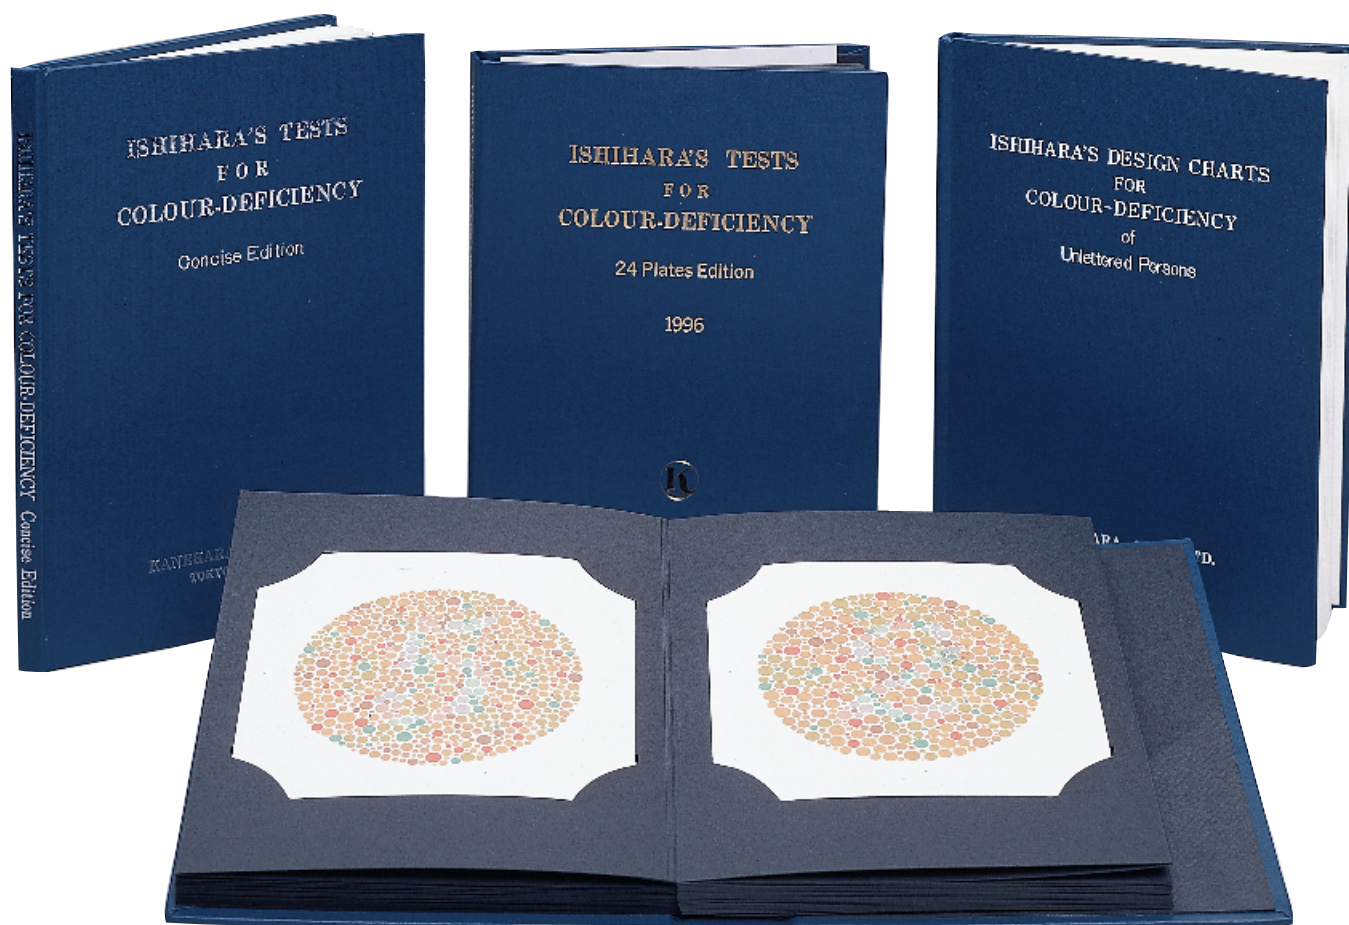 ISHIHARA'S TESTS FOR COLOUR-DEFICIENCY Concise Edition
ISHIHARA'S TESTS
FOR
COLOUR-DEFICIENCY
Concise Edition
TOKYO
ISHIHARA'S TESTS
FOR
COLOUR-DEFICIENCY
24 Plates Edition
1996
K
ISHIHARA'S DESIGN CHARTS
FOR
COLOUR-DEFICIENCY
of
Unlettered Persons